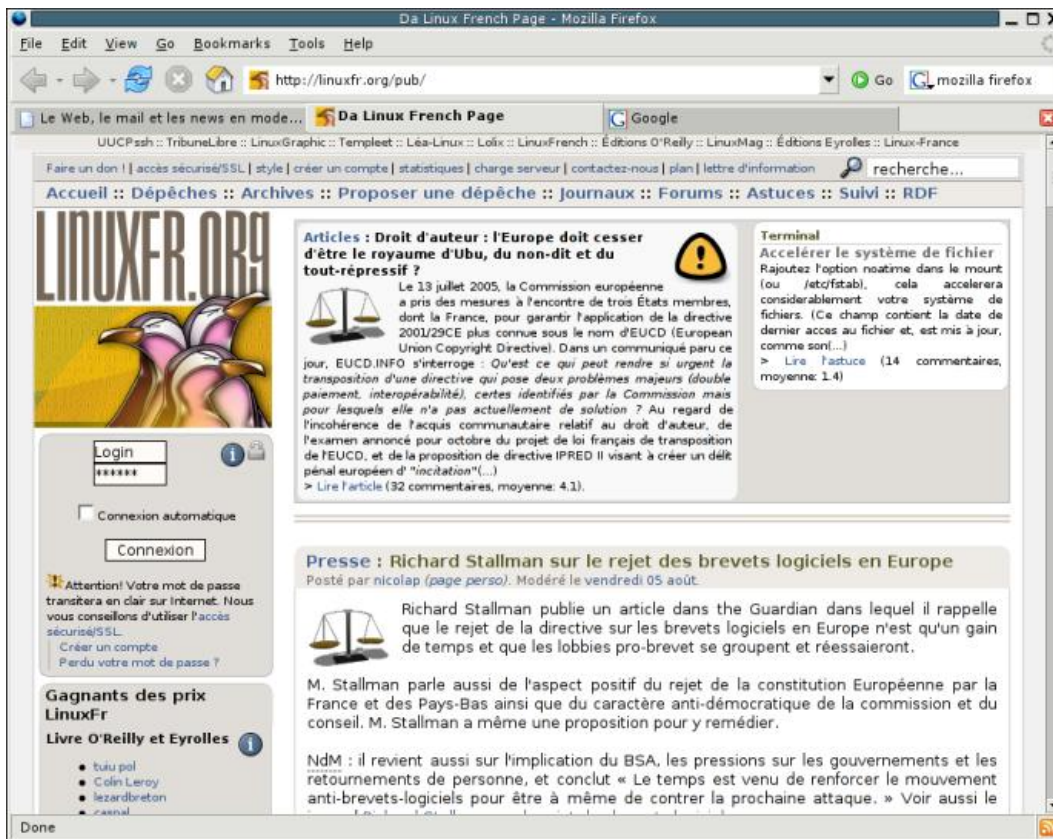 Da Linux French Page - Mozilla Firefox
File Edit View Go Bookmarks Tools Help
http://linuxfr.org/pub/
Go
mozilla firefox
Le Web, le mail et les news en mode...
Da Linux French Page
Google
UUCPssh :: TribuneLibre :: LinuxGraphic :: Templeet :: Léa-Linux :: Lolix :: LinuxFrench :: Éditions O'Reilly :: LinuxMag :: Éditions Eyrolles :: Linux-France
Faire un don ! | accès sécurisé/SSL | style | créer un compte | statistiques | charge serveur | contactez-nous | plan | lettre d'information
recherche...
Accueil :: Dépêches :: Archives :: Proposer une dépêche :: Journaux :: Forums :: Astuces :: Suivi :: RDF
LINUXFR.ORG
Login
******
Connexion automatique
Connexion
Attention! Votre mot de passe
transitera en clair sur Internet. Nous
vous conseillons d'utiliser l'accès
sécurisé/SSL.
Créer un compte
Perdu votre mot de passe ?
Gagnants des prix
LinuxFr
Livre O'Reilly et Eyrolles
tuiu pol
Colin Leroy
lezardbreton
Articles : Droit d'auteur : l'Europe doit cesser
d'être le royaume d'Ubu, du non-dit et du
tout-répressif ?
Le 13 juillet 2005, la Commission européenne
a pris des mesures à l'encontre de trois États membres,
dont la France, pour garantir l'application de la directive
2001/29CE plus connue sous le nom d'EUCD (European
Union Copyright Directive). Dans un communiqué paru ce
jour, EUCD.INFO s'interroge : Qu'est ce qui peut rendre si urgent la
transposition d'une directive qui pose deux problèmes majeurs (double
paiement, interopérabilité), certes identifiés par la Commission mais
pour lesquels elle n'a pas actuellement de solution ? Au regard de
l'incohérence de l'acquis communautaire relatif au droit d'auteur, de
l'examen annoncé pour octobre du projet de loi français de transposition
de l'EUCD, et de la proposition de directive IPRED II visant à créer un délit
pénal européen d' "incitation"(...)
> Lire l'article (32 commentaires, moyenne: 4.1).
Terminal
Accelérer le système de fichier
Rajoutez l'option noatime dans le mount
(ou /etc/fstab), cela accelerera
considerablement votre système de
fichiers. (Ce champ contient la date de
dernier acces au fichier et, est mis à jour,
comme son(...)
> Lire l'astuce (14 commentaires,
moyenne: 1.4)
Presse : Richard Stallman sur le rejet des brevets logiciels en Europe
Posté par nicolap (page perso). Modéré le vendredi 05 août.
Richard Stallman publie un article dans the Guardian dans lequel il rappelle
que le rejet de la directive sur les brevets logiciels en Europe n'est qu'un gain
de temps et que les lobbies pro-brevet se groupent et réessaieront.
M. Stallman parle aussi de l'aspect positif du rejet de la constitution Européenne par la
France et des Pays-Bas ainsi que du caractère anti-démocratique de la commission et du
conseil. M. Stallman a même une proposition pour y remédier.
NdM : il revient aussi sur l'implication du BSA, les pressions sur les gouvernements et les
retournements de personne, et conclut « Le temps est venu de renforcer le mouvement
anti-brevets-logiciels pour être à même de contrer la prochaine attaque. » Voir aussi le
Done